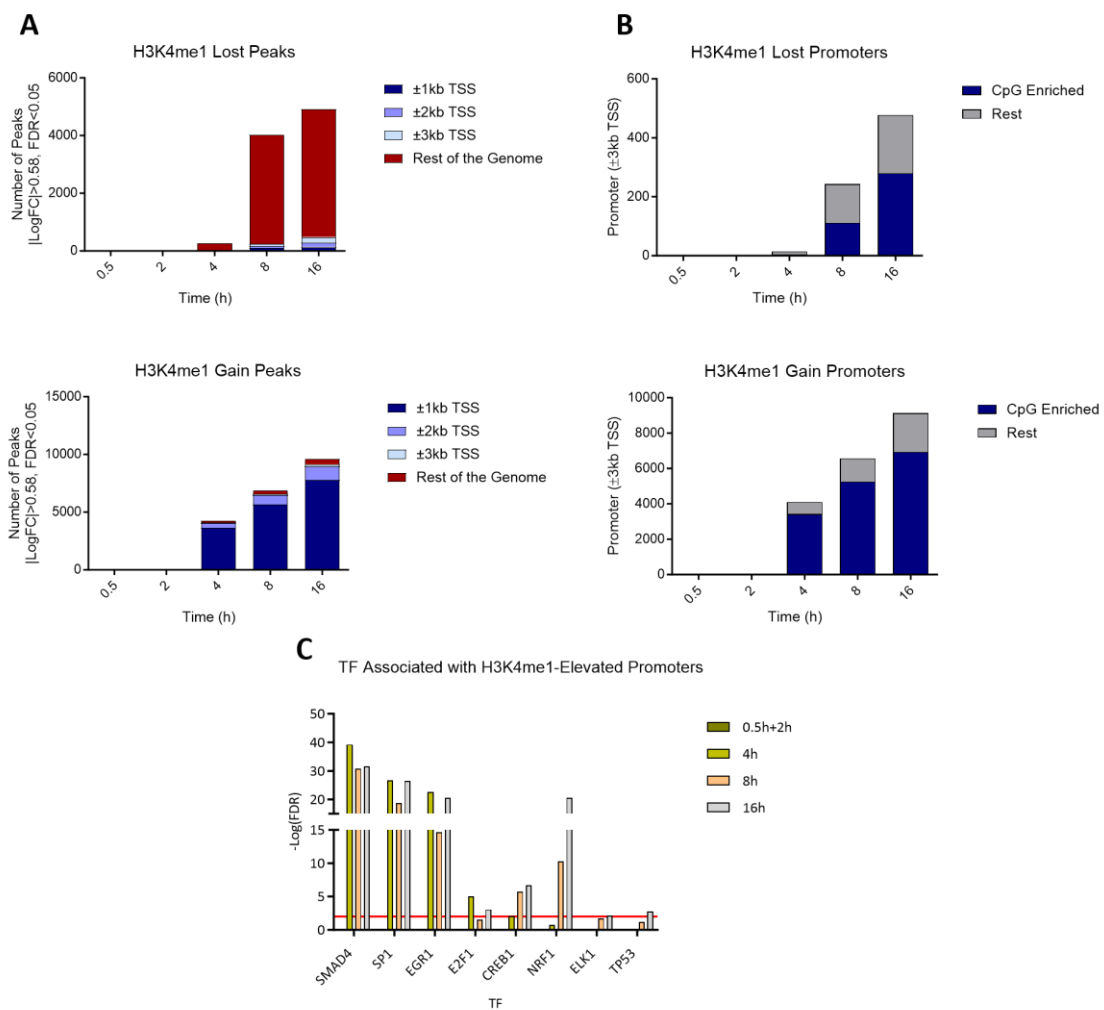 A
H3K4me1 Lost Peaks
Number of Peaks
|LogFC|>0.58, FDR<0.05
6000
4000
2000
0
0.5
2
4
8
16
Time (h)
±1kb TSS
±2kb TSS
±3kb TSS
Rest of the Genome
B
H3K4me1 Lost Promoters
Promoter (±3kb TSS)
600
400
200
0
0.5
2
4
8
16
Time (h)
CpG Enriched
Rest
H3K4me1 Gain Peaks
Number of Peaks
|LogFC|>0.58, FDR<0.05
15000
10000
5000
0
0.5
2
4
8
16
Time (h)
±1kb TSS
±2kb TSS
±3kb TSS
Rest of the Genome
H3K4me1 Gain Promoters
Promoter (±3kb TSS)
10000
8000
6000
4000
2000
0
0.5
2
4
8
16
Time (h)
CpG Enriched
Rest
C
TF Associated with H3K4me1-Elevated Promoters
-Log(FDR)
50
40
30
20
15
10
5
0
SMAD4
SP1
EGR1
E2F1
CREB1
NRF1
ELK1
TP53
TF
0.5h+2h
4h
8h
16h